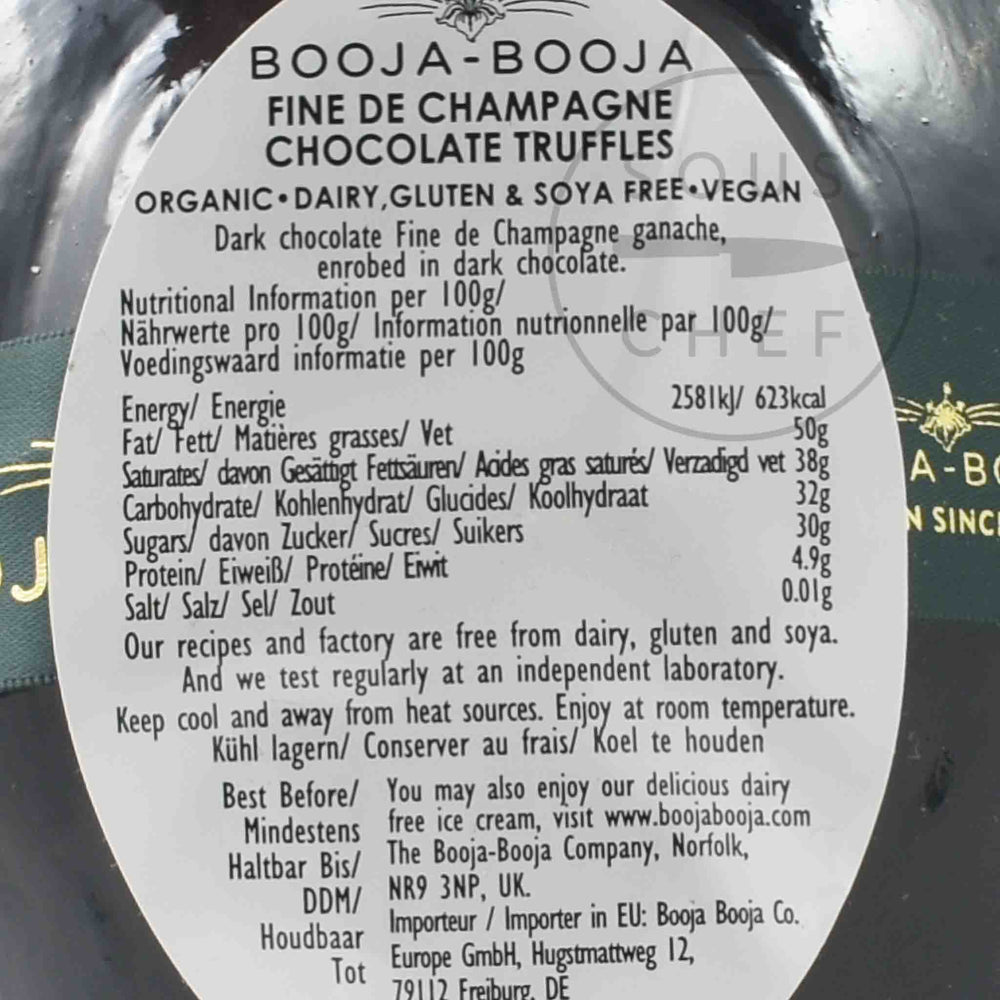 BOOJA-BOOJA
FINE DE CHAMPAGNE
CHOCOLATE TRUFFLES
ORGANIC•DAIRY,GLUTEN & SOYA FREE•VEGAN
Dark chocolate Fine de Champagne ganache,
enrobed in dark chocolate.
Nutritional Information per 100g/
Nährwerte pro 100g/ Information nutrionnelle par 100g/
Voedingswaard informatie per 100g
Energy/ Energie 2581kJ/ 623kcal
Fat/ Fett/ Matières grasses/ Vet 50g
Saturates/ davon Gesättigt Fettsäuren/ Acides gras saturés/ Verzadigd vet 38g
Carbohydrate/ Kohlenhydrat/ Glucides/ Koolhydraat 32g
Sugars/ davon Zucker/ Sucres/ Suikers 30g
Protein/ Eiweiß/ Protéine/ Eiwit 4.9g
Salt/ Salz/ Sel/ Zout 0.01g
Our recipes and factory are free from dairy, gluten and soya.
And we test regularly at an independent laboratory.
Keep cool and away from heat sources. Enjoy at room temperature.
Kühl lagern/ Conserver au frais/ Koel te houden
Best Before/
Mindestens
Haltbar Bis/
DDM/
Houdbaar
Tot
You may also enjoy our delicious dairy
free ice cream, visit www.boojabooja.com
The Booja-Booja Company, Norfolk,
NR9 3NP, UK.
Importeur / Importer in EU: Booja Booja Co.
Europe GmbH, Hugstmattweg 12,
79112 Freiburg, DE
SOUS
CHEF
J
A-BO
N SINC